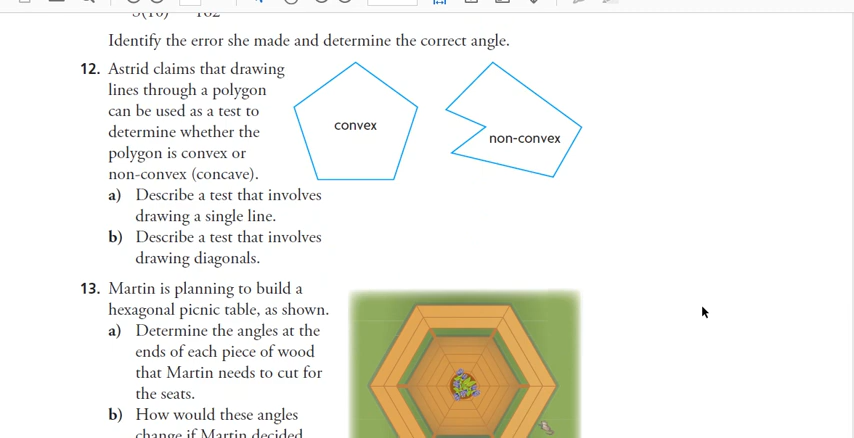 Identify the error she made and determine the correct angle.
12. Astrid claims that drawing
lines through a polygon
can be used as a test to
determine whether the
polygon is convex or
non-convex (concave).
a) Describe a test that involves
drawing a single line.
b) Describe a test that involves
drawing diagonals.
convex
non-convex
13. Martin is planning to build a
hexagonal picnic table, as shown.
a) Determine the angles at the
ends of each piece of wood
that Martin needs to cut for
the seats.
b) How would these angles
change if Martin decided